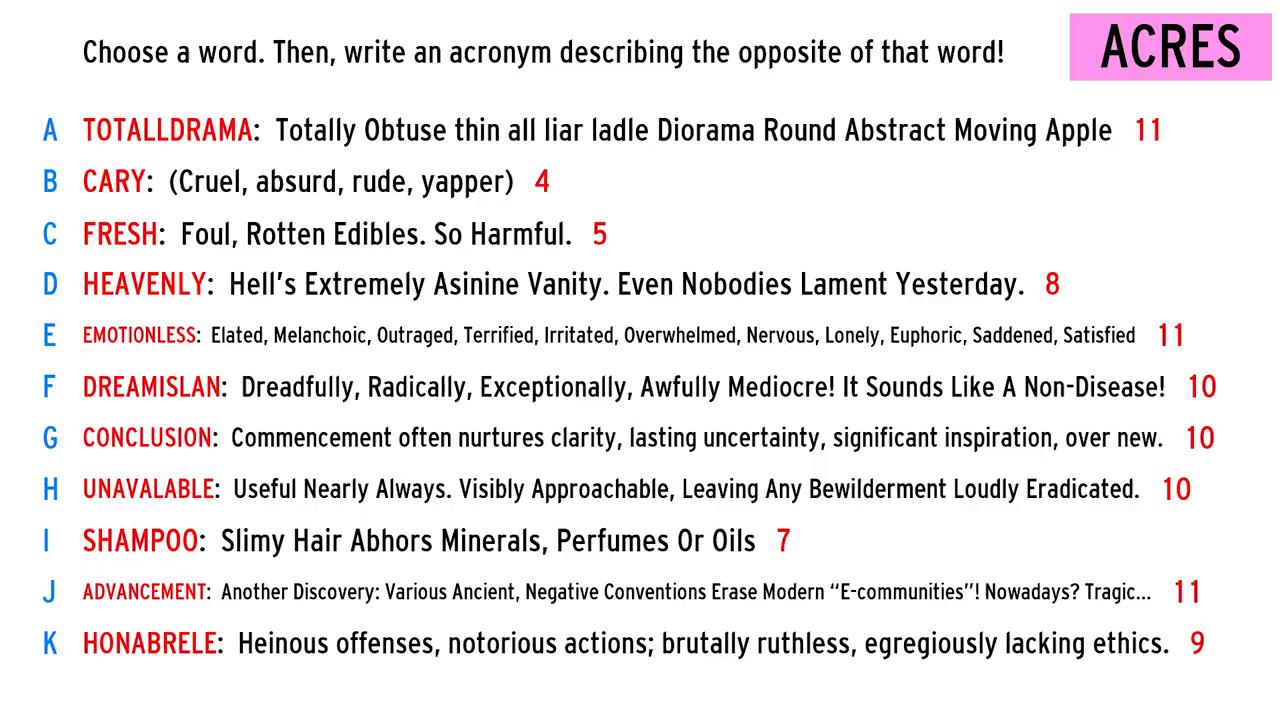 Choose a word. Then, write an acronym describing the opposite of that word! ACRES
A TOTALLDRAMA: Totally Obtuse thin all liar ladle Diorama Round Abstract Moving Apple 11
B CARY: (Cruel, absurd, rude, yapper) 4
C FRESH: Foul, Rotten Edibles. So Harmful. 5
D HEAVENLY: Hell's Extremely Asinine Vanity. Even Nobodies Lament Yesterday. 8
E EMOTIONLESS: Elated, Melanchoic, Outraged, Terrified, Irritated, Overwhelmed, Nervous, Lonely, Euphoric, Saddened, Satisfied 11
F DREAMISLAN: Dreadfully, Radically, Exceptionally, Awfully Mediocre! It Sounds Like A Non-Disease! 10
G CONCLUSION: Commencement often nurtures clarity, lasting uncertainty, significant inspiration, over new. 10
H UNAVALABLE: Useful Nearly Always. Visibly Approachable, Leaving Any Bewilderment Loudly Eradicated. 10
I SHAMPOO: Slimy Hair Abhors Minerals, Perfumes Or Oils 7
J ADVANCEMENT: Another Discovery: Various Ancient, Negative Conventions Erase Modern “E-communities”! Nowadays? Tragic... 11
K HONABRELE: Heinous offenses, notorious actions; brutally ruthless, egregiously lacking ethics. 9